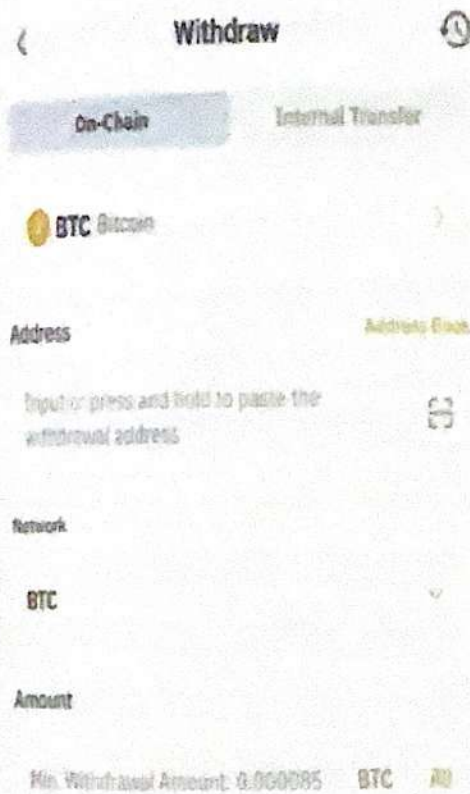 Withdraw
On-Chain
Internal Transfer
BTC Bitcoin
Address
Address Book
Input or press and hold to paste the
withdrawal address
Network
BTC
Amount
Min. Withdrawal Amount: 0.000085
BTC
All